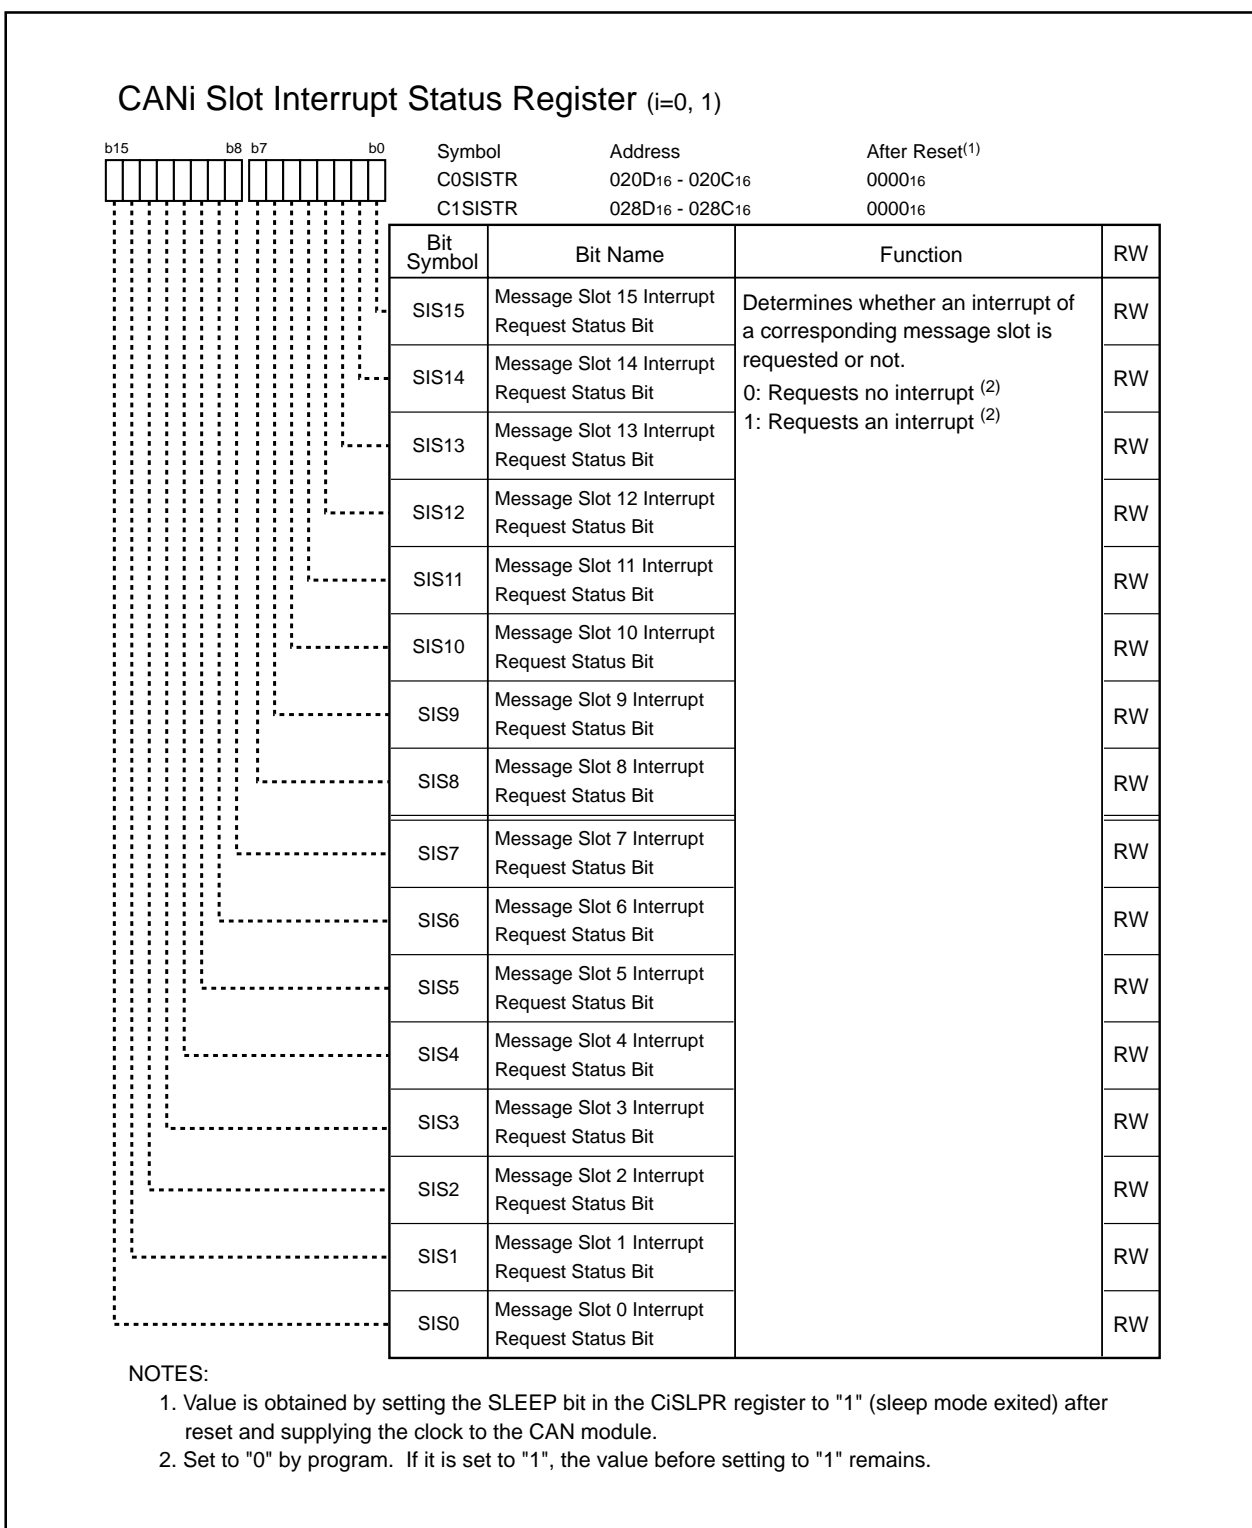 CANi Slot Interrupt Status Register (i=0, 1)
b15 b8 b7 b0
Symbol Address After Reset(1)
C0SISTR 020D16 - 020C16 000016
C1SISTR 028D16 - 028C16 000016
Bit Symbol Bit Name Function RW
SIS15 Message Slot 15 Interrupt Request Status Bit RW
Determines whether an interrupt of
a corresponding message slot is
requested or not.
0: Requests no interrupt (2)
1: Requests an interrupt (2)
SIS14 Message Slot 14 Interrupt Request Status Bit RW
SIS13 Message Slot 13 Interrupt Request Status Bit RW
SIS12 Message Slot 12 Interrupt Request Status Bit RW
SIS11 Message Slot 11 Interrupt Request Status Bit RW
SIS10 Message Slot 10 Interrupt Request Status Bit RW
SIS9 Message Slot 9 Interrupt Request Status Bit RW
SIS8 Message Slot 8 Interrupt Request Status Bit RW
SIS7 Message Slot 7 Interrupt Request Status Bit RW
SIS6 Message Slot 6 Interrupt Request Status Bit RW
SIS5 Message Slot 5 Interrupt Request Status Bit RW
SIS4 Message Slot 4 Interrupt Request Status Bit RW
SIS3 Message Slot 3 Interrupt Request Status Bit RW
SIS2 Message Slot 2 Interrupt Request Status Bit RW
SIS1 Message Slot 1 Interrupt Request Status Bit RW
SIS0 Message Slot 0 Interrupt Request Status Bit RW
NOTES:
1. Value is obtained by setting the SLEEP bit in the CiSLPR register to "1" (sleep mode exited) after
reset and supplying the clock to the CAN module.
2. Set to "0" by program. If it is set to "1", the value before setting to "1" remains.